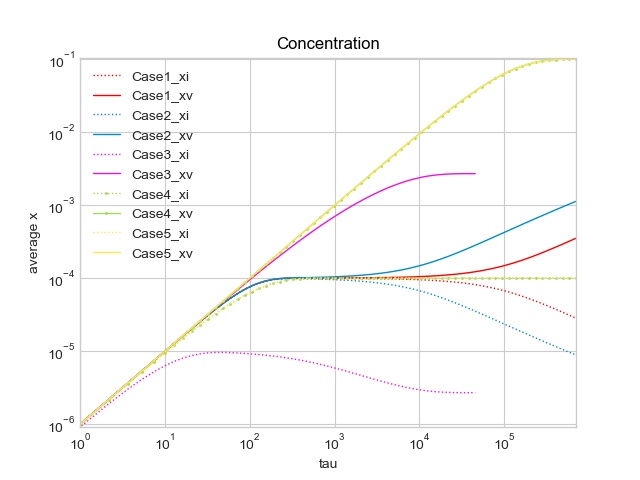 Concentration
10⁻¹
10⁻²
10⁻³
10⁻⁴
10⁻⁵
10⁻⁶
average x
Case1_xi
Case1_xv
Case2_xi
Case2_xv
Case3_xi
Case3_xv
Case4_xi
Case4_xv
Case5_xi
Case5_xv
10⁰ 10¹ 10² 10³ 10⁴ 10⁵
tau